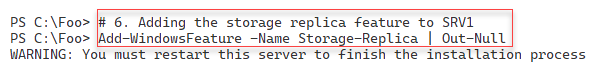 PS C:\Foo> # 6. Adding the storage replica feature to SRV1
PS C:\Foo> Add-WindowsFeature -Name Storage-Replica | Out-Null
WARNING: You must restart this server to finish the installation process